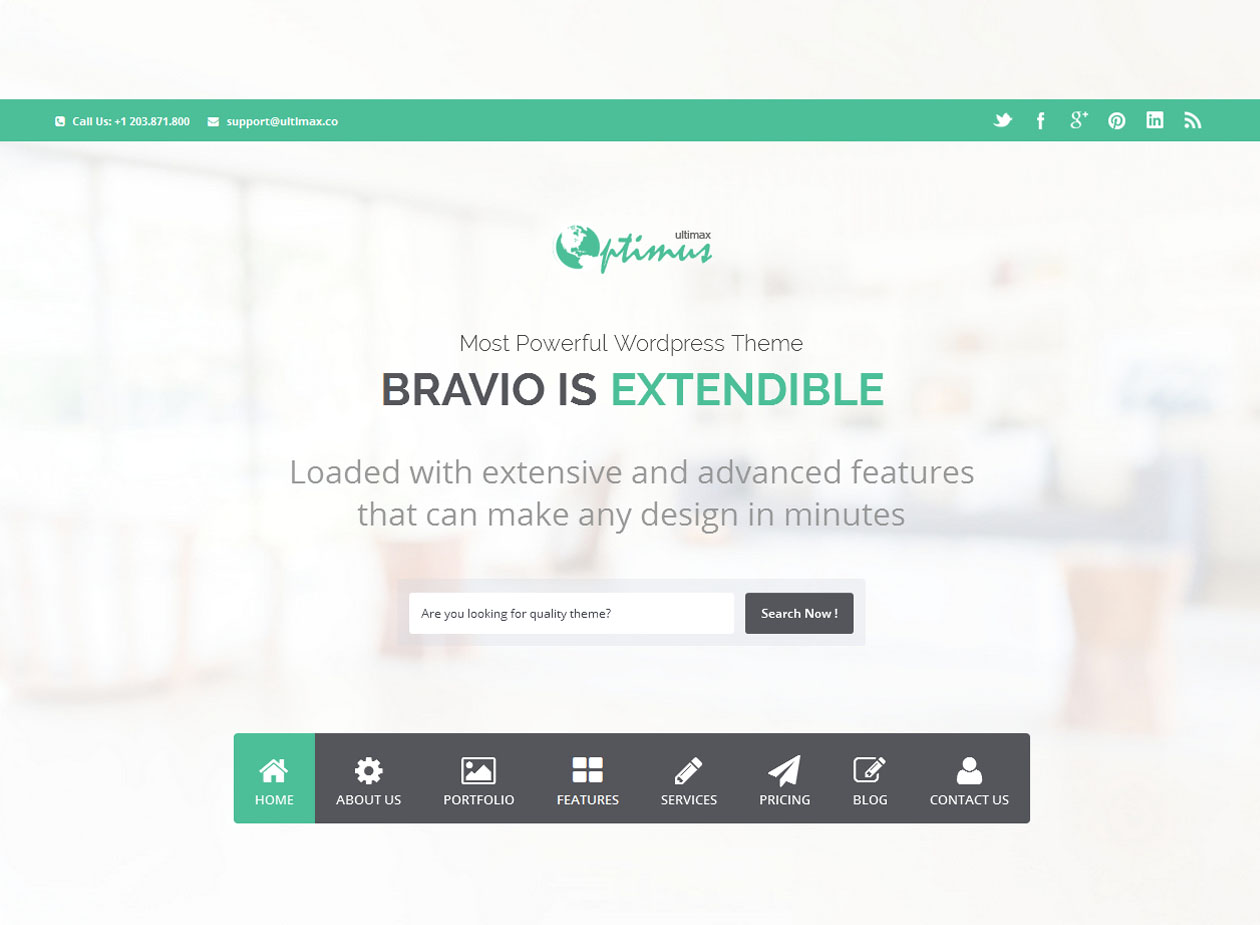 Call Us: +1 203.871.800 support@ultimax.co
ultimax
Optimus
Most Powerful Wordpress Theme
BRAVIO IS EXTENDIBLE
Loaded with extensive and advanced features
that can make any design in minutes
Are you looking for quality theme? Search Now !
HOME ABOUT US PORTFOLIO FEATURES SERVICES PRICING BLOG CONTACT US